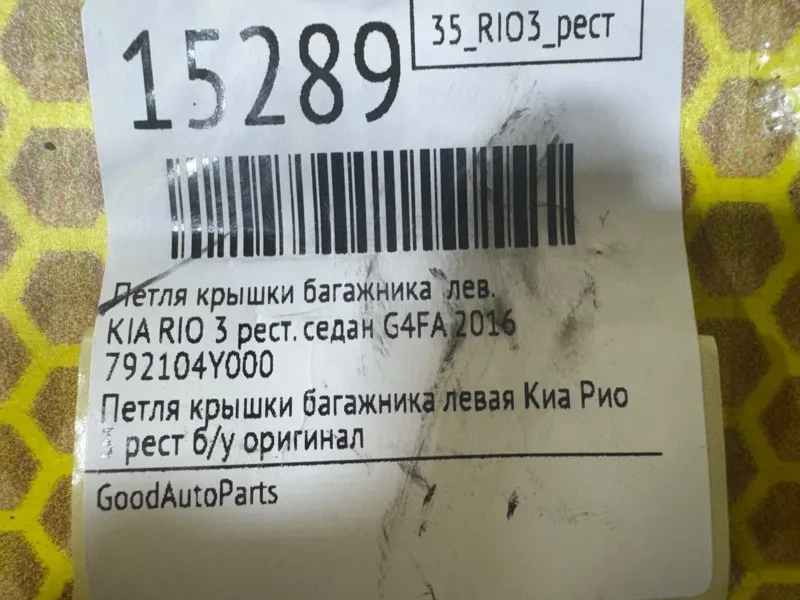 15289
35_RIO3_рест
Петля крышки багажника лев.
KIA RIO 3 рест. седан G4FA 2016
792104Y000
Петля крышки багажника левая Киа Рио
рест б/у оригинал
GoodAutoParts